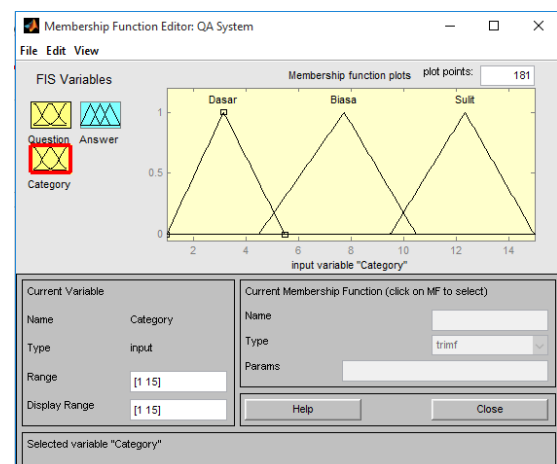 Membership Function Editor: QA System
File Edit View
FIS Variables
Membership function plots
plot points:
181
Question
Answer
Category
Dasar
Biasa
Sulit
1
0.5
0
2
4
6
8
10
12
14
input variable "Category"
Current Variable
Name
Category
Type
input
Range
[1 15]
Display Range
[1 15]
Current Membership Function (click on MF to select)
Name
Type
trimf
Params
Help
Close
Selected variable "Category"